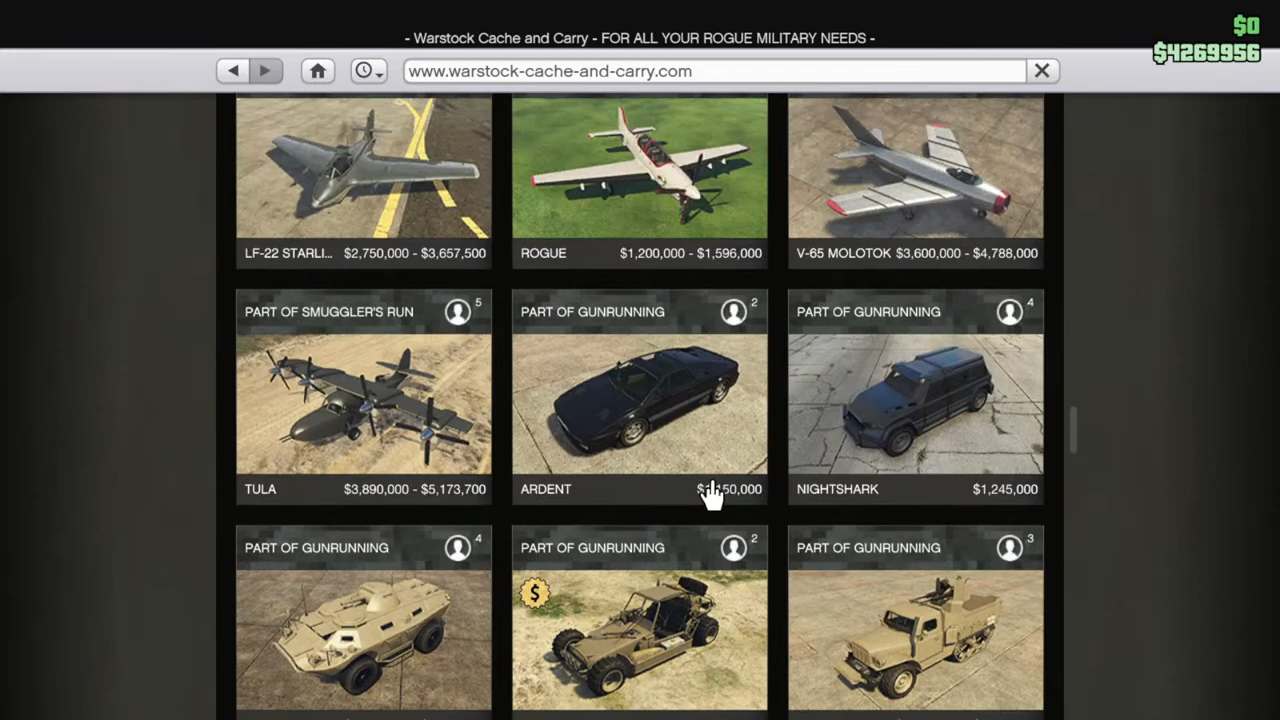 - Warstock Cache and Carry - FOR ALL YOUR ROGUE MILITARY NEEDS -
$0
$4269956
www.warstock-cache-and-carry.com
LF-22 STARLI... $2,750,000 - $3,657,500
ROGUE $1,200,000 - $1,596,000
V-65 MOLOTOK $3,600,000 - $4,788,000
PART OF SMUGGLER'S RUN 5
PART OF GUNRUNNING 2
PART OF GUNRUNNING 4
TULA $3,890,000 - $5,173,700
ARDENT
NIGHTSHARK $1,245,000
PART OF GUNRUNNING 4
PART OF GUNRUNNING 2
PART OF GUNRUNNING 3
$